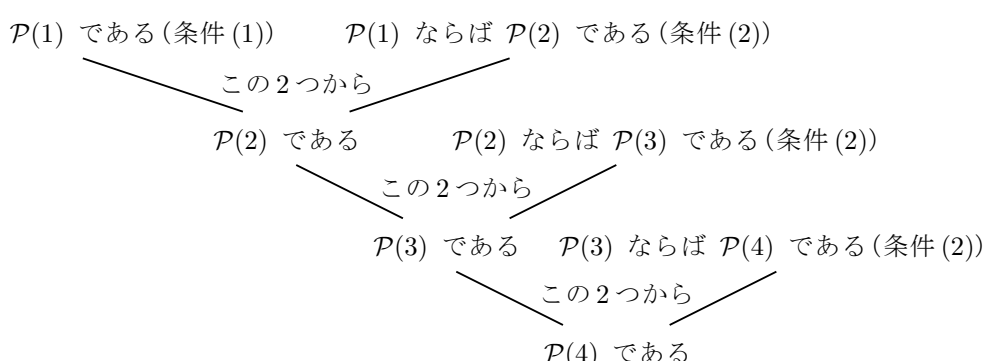 𝒫(1) である(条件(1)) 𝒫(1) ならば 𝒫(2) である(条件(2))
この2つから
𝒫(2) である 𝒫(2) ならば 𝒫(3) である(条件(2))
この2つから
𝒫(3) である 𝒫(3) ならば 𝒫(4) である(条件(2))
この2つから
𝒫(4) である